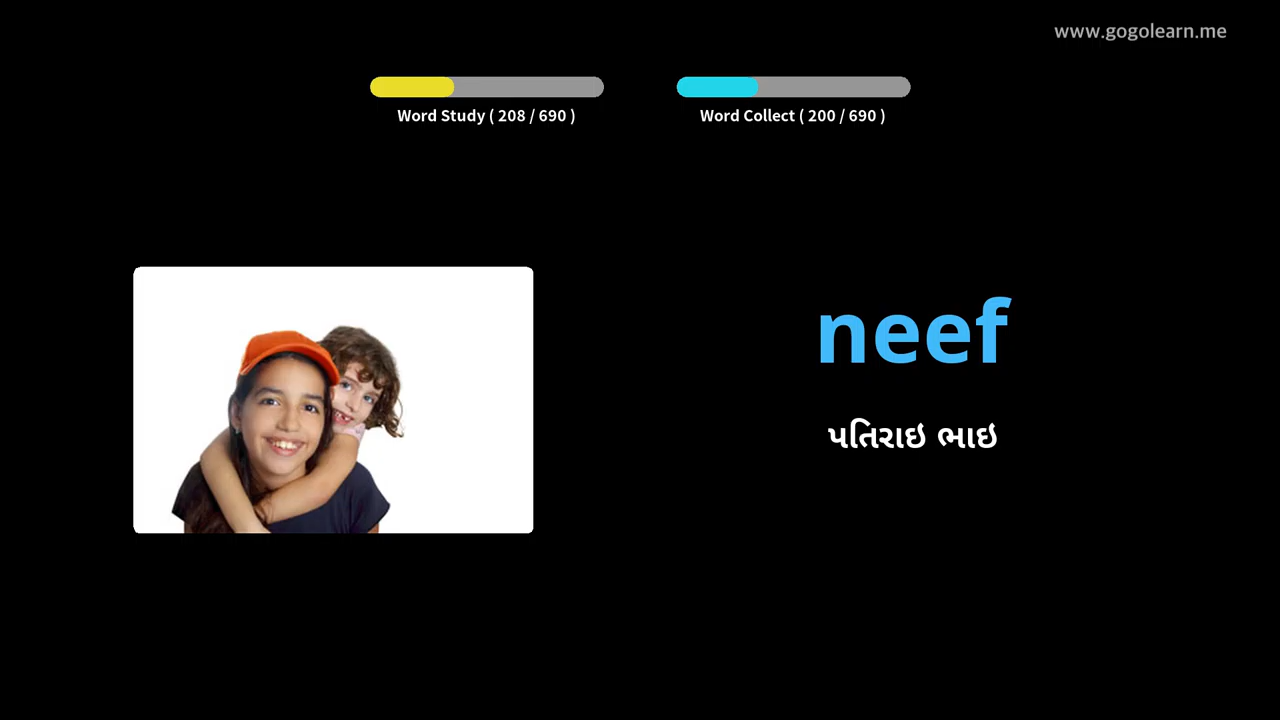 www.gogolearn.me
Word Study ( 208 / 690 )
Word Collect ( 200 / 690 )
neef
પતિરાઇ ભાઇ